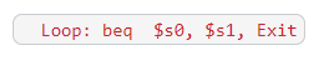 Loop: beq  $s0, $s1, Exit